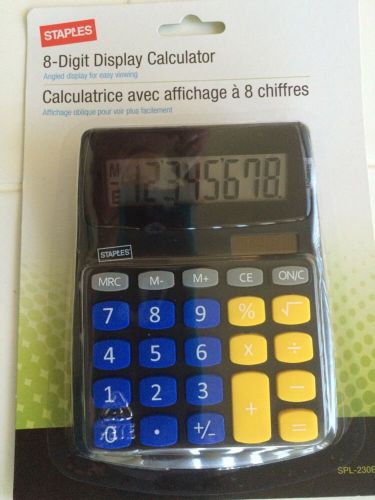 STAPLES
8-Digit Display Calculator
Angled display for easy viewing
Calculatrice avec affichage à 8 chiffres
Affichage oblique pour voir plus facilement
M
-
E
12345678.
STAPLES
MRC M- M+ CE ON/C
7 8 9 % √
4 5 6 x ÷
1 2 3 + −
0 . +/− =
SPL-230B